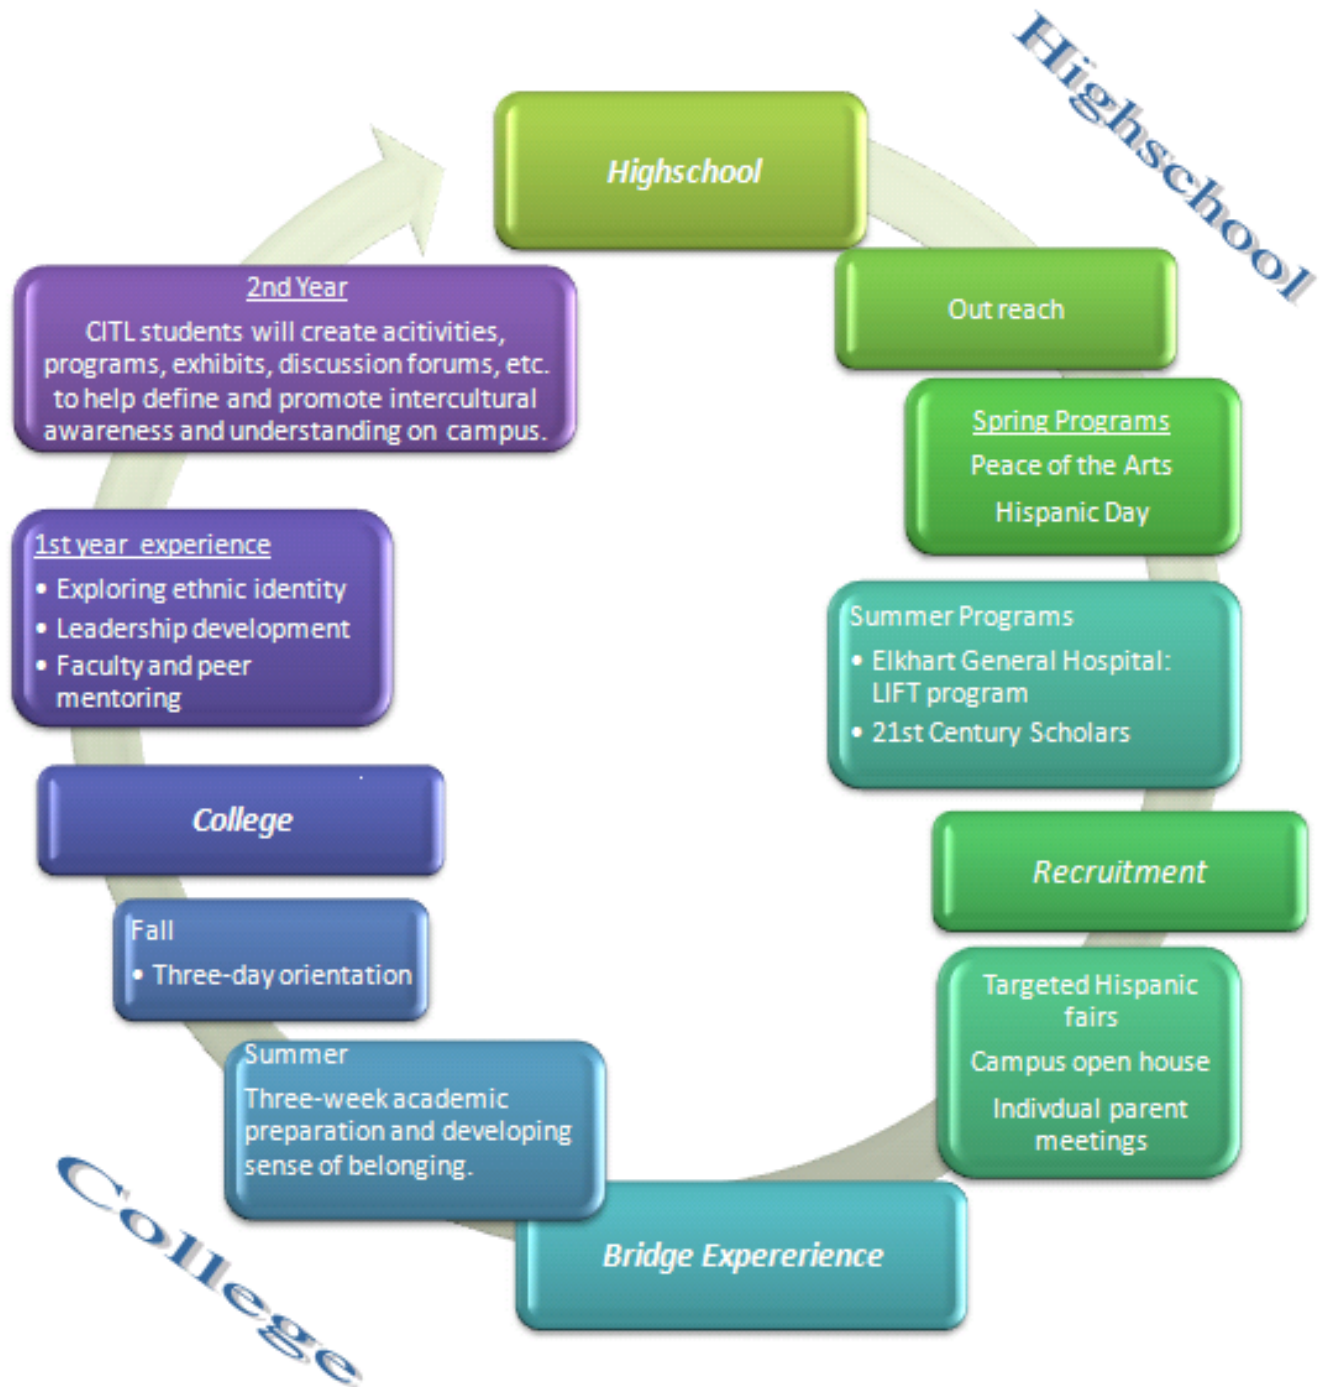 Highschool
Highschool
Out reach
Spring Programs
Peace of the Arts
Hispanic Day
Summer Programs
• Elkhart General Hospital:
LIFT program
• 21st Century Scholars
Recruitment
Targeted Hispanic
fairs
Campus open house
Indivdual parent
meetings
Bridge Expererience
Summer
Three-week academic
preparation and developing
sense of belonging.
Fall
• Three-day orientation
College
1st year experience
• Exploring ethnic identity
• Leadership development
• Faculty and peer
mentoring
2nd Year
CITL students will create acitivities,
programs, exhibits, discussion forums, etc.
to help define and promote intercultural
awareness and understanding on campus.
College